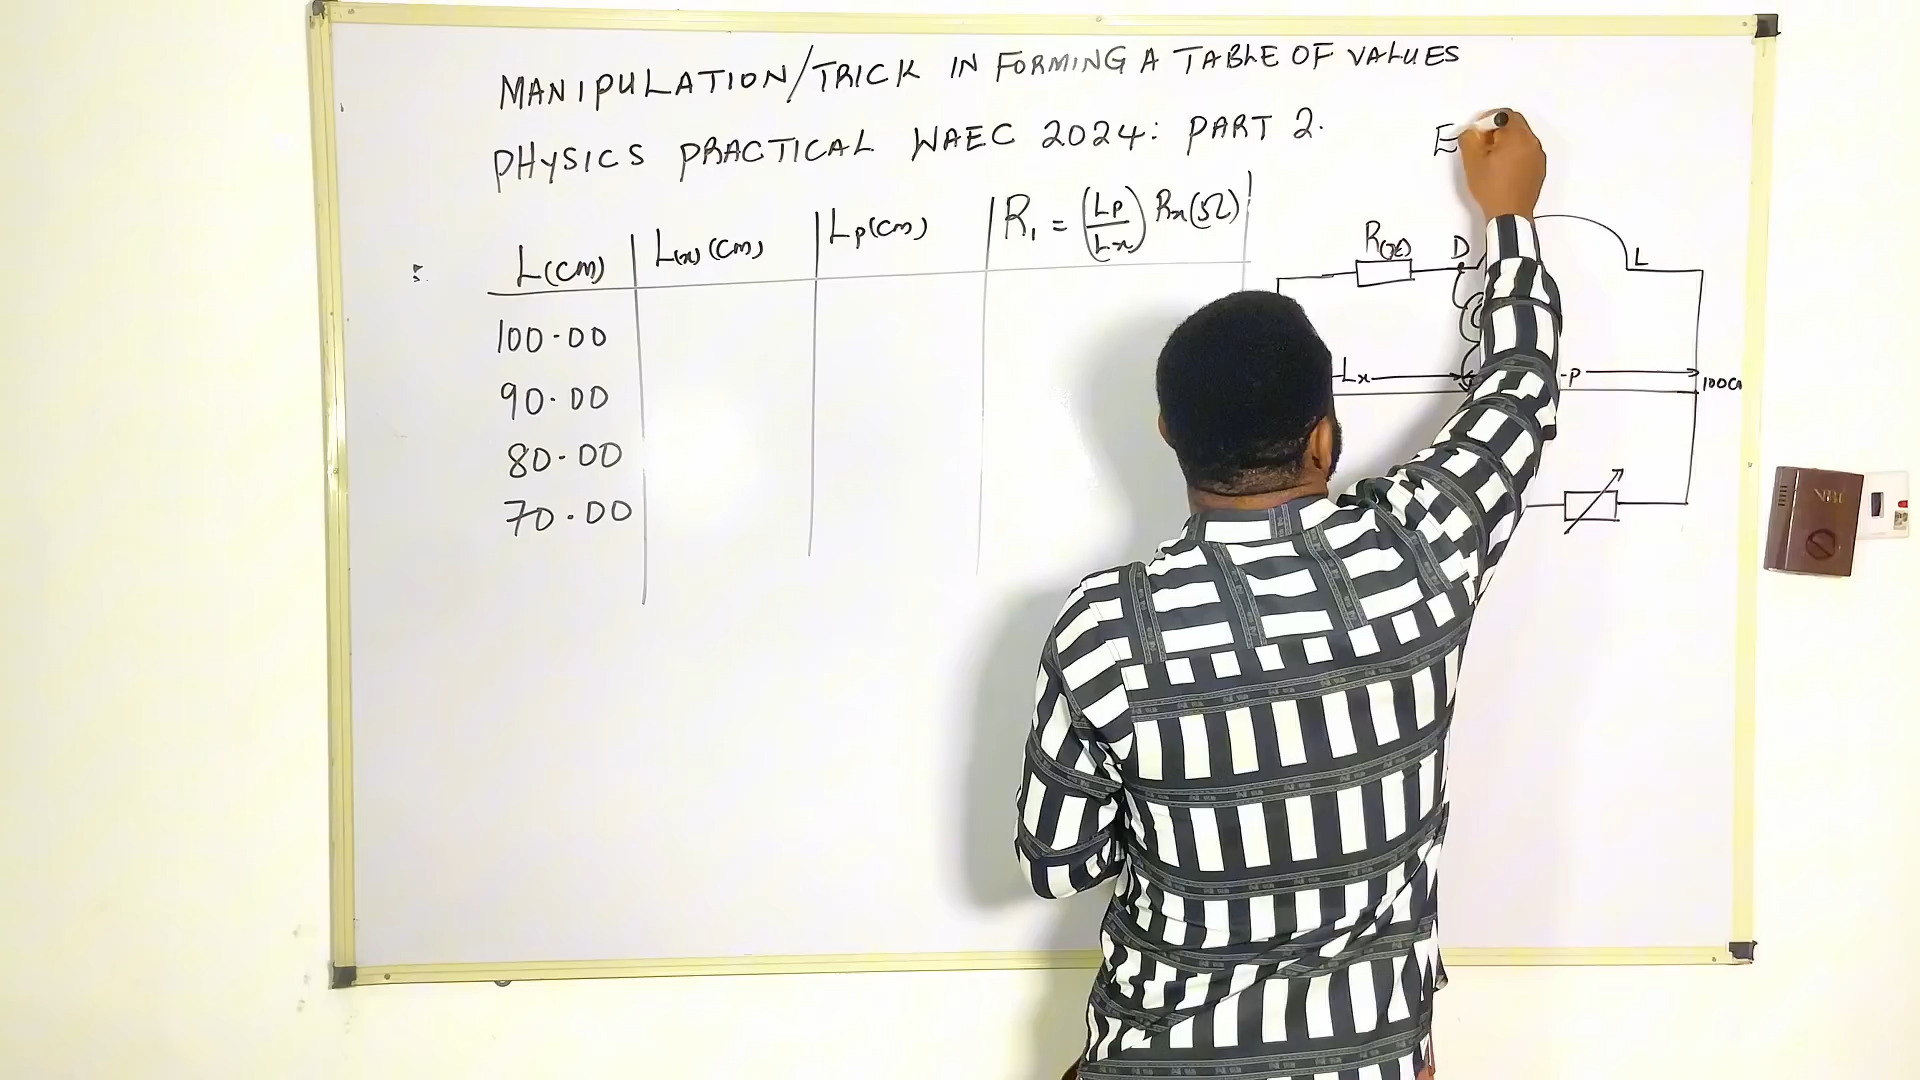 MANIPULATION/TRICK IN FORMING A TABLE OF VALUES
PHYSICS PRACTICAL WAEC 2024: PART 2.
E
L(cm) L(x)(cm) Lp(cm) R₁ = (Lp/Lx) Rx(Ω)
100.00
90.00
80.00
70.00
R(x) D L
Lx P 100cm